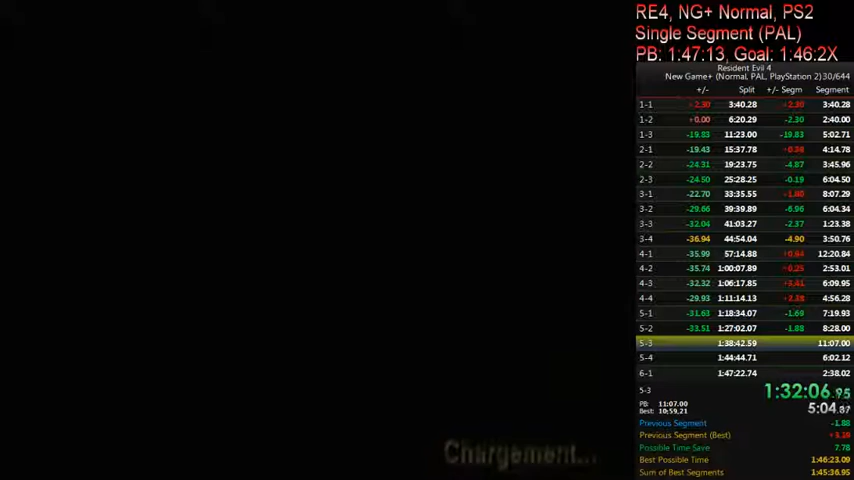 RE4, NG+ Normal, PS2
Single Segment (PAL)
PB: 1:47:13, Goal: 1:46:2X
Resident Evil 4
New Game+ (Normal, PAL, PlayStation 2) 30/644
+/- Split +/- Segm Segment
1-1 +2.30 3:40.28 +2.30 3:40.28
1-2 +0.00 6:20.29 -2.30 2:40.00
1-3 -19.83 11:23.00 -19.83 5:02.71
2-1 -19.43 15:37.78 +0.38 4:14.78
2-2 -24.31 19:23.75 -4.87 3:45.96
2-3 -24.50 25:28.25 -0.19 6:04.50
3-1 -22.70 33:35.55 +1.80 8:07.29
3-2 -29.66 39:39.89 -6.96 6:04.34
3-3 -32.04 41:03.27 -2.37 1:23.38
3-4 -36.94 44:54.04 -4.90 3:50.76
4-1 -35.99 57:14.88 +0.94 12:20.84
4-2 -35.74 1:00:07.89 +0.25 2:53.01
4-3 -32.32 1:06:17.85 +3.41 6:09.95
4-4 -29.93 1:11:14.13 +2.38 4:56.28
5-1 -31.63 1:18:34.07 -1.69 7:19.93
5-2 -33.51 1:27:02.07 -1.88 8:28.00
5-3 1:38:42.59 11:07.00
5-4 1:44:44.71 6:02.12
6-1 1:47:22.74 2:38.02
5-3 1:32:06.95
PB: 11:07.00
Best: 10:59.21 5:04.87
Previous Segment -1.88
Previous Segment (Best) +3.19
Possible Time Save 7.78
Best Possible Time 1:46:23.09
Sum of Best Segments 1:45:36.95
Chargement...